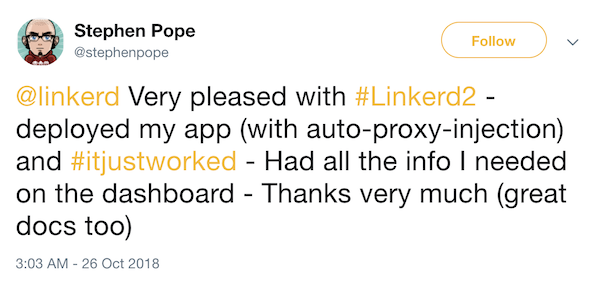 Stephen Pope
@stephenpope
Follow
@linkerd Very pleased with #Linkerd2 -
deployed my app (with auto-proxy-injection)
and #itjustworked - Had all the info I needed
on the dashboard - Thanks very much (great
docs too)
3:03 AM - 26 Oct 2018